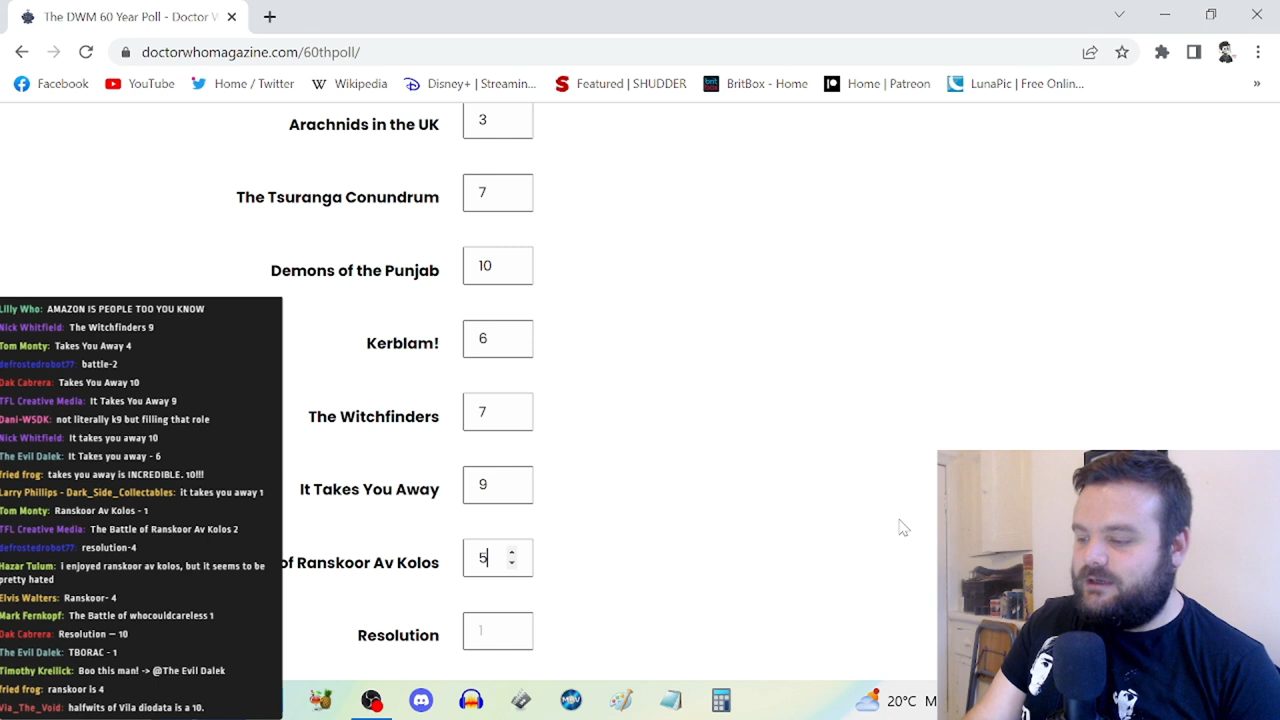 The DWM 60 Year Poll - Doctor W
doctorwhomagazine.com/60thpoll/
Facebook YouTube Home / Twitter Wikipedia Disney+ | Streamin... Featured | SHUDDER BritBox - Home Home | Patreon LunaPic | Free Onlin... »
Arachnids in the UK 3
The Tsuranga Conundrum 7
Demons of the Punjab 10
Kerblam! 6
The Witchfinders 7
It Takes You Away 9
of Ranskoor Av Kolos 5
Resolution 1
Lilly Who: AMAZON IS PEOPLE TOO YOU KNOW
Nick Whitfield: The Witchfinders 9
Tom Monty: Takes You Away 4
defrostedrobot77: battle-2
Dak Cabrera: Takes You Away 10
TFL Creative Media: It Takes You Away 9
Dani-WSDK: not literally k9 but filling that role
Nick Whitfield: It takes you away 10
The Evil Dalek: It Takes you away - 6
fried frog: takes you away is INCREDIBLE. 10!!!
Larry Phillips - Dark_Side_Collectables: it takes you away 1
Tom Monty: Ranskoor Av Kolos - 1
TFL Creative Media: The Battle of Ranskoor Av Kolos 2
defrostedrobot77: resolution-4
Hazar Tulum: i enjoyed ranskoor av kolos, but it seems to be
pretty hated
Elvis Walters: Ranskoor- 4
Mark Fernkopf: The Battle of whocouldcareless 1
Dak Cabrera: Resolution — 10
The Evil Dalek: TBORAC - 1
Timothy Kreilick: Boo this man! -> @The Evil Dalek
fried frog: ranskoor is 4
Via_The_Void: halfwits of Vila diodata is a 10.
20°C M